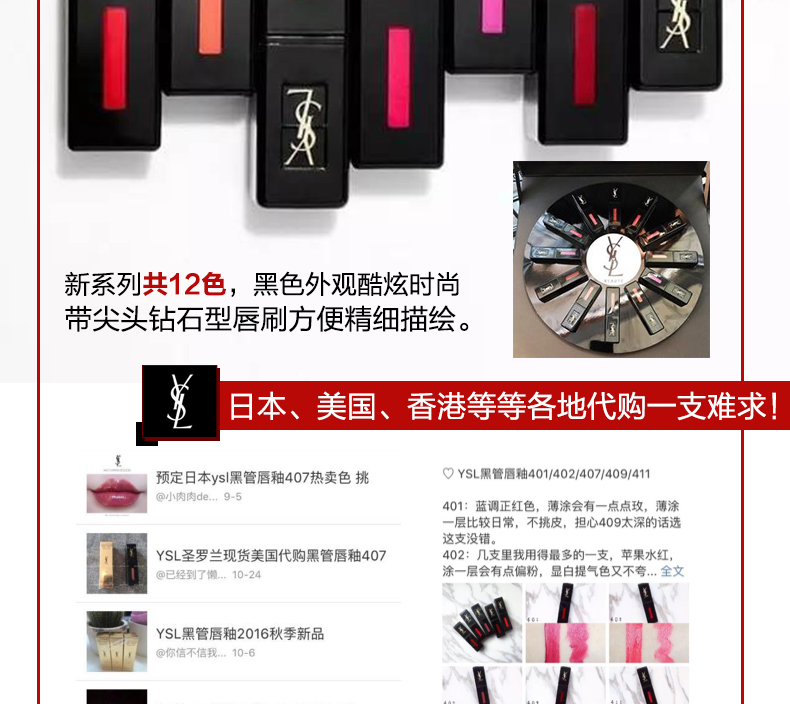 新系列共12色，黑色外观酷炫时尚
带尖头钻石型唇刷方便精细描绘。
YSL
日本、美国、香港等等各地代购一支难求！
预定日本ysl黑管唇釉407热卖色 挑
@小肉肉de... 9-5
YSL圣罗兰现货美国代购黑管唇釉407
@已经到了懒... 10-24
YSL黑管唇釉2016秋季新品
@你信不信我... 10-6
♡ YSL黑管唇釉401/402/407/409/411
401：蓝调正红色，薄涂会有一点点玫，薄涂
一层比较日常，不挑皮，担心409太深的话选
这支没错。
402：几支里我用得最多的一支，苹果水红，
涂一层会有点偏粉，显白提气色又不夸... 全文